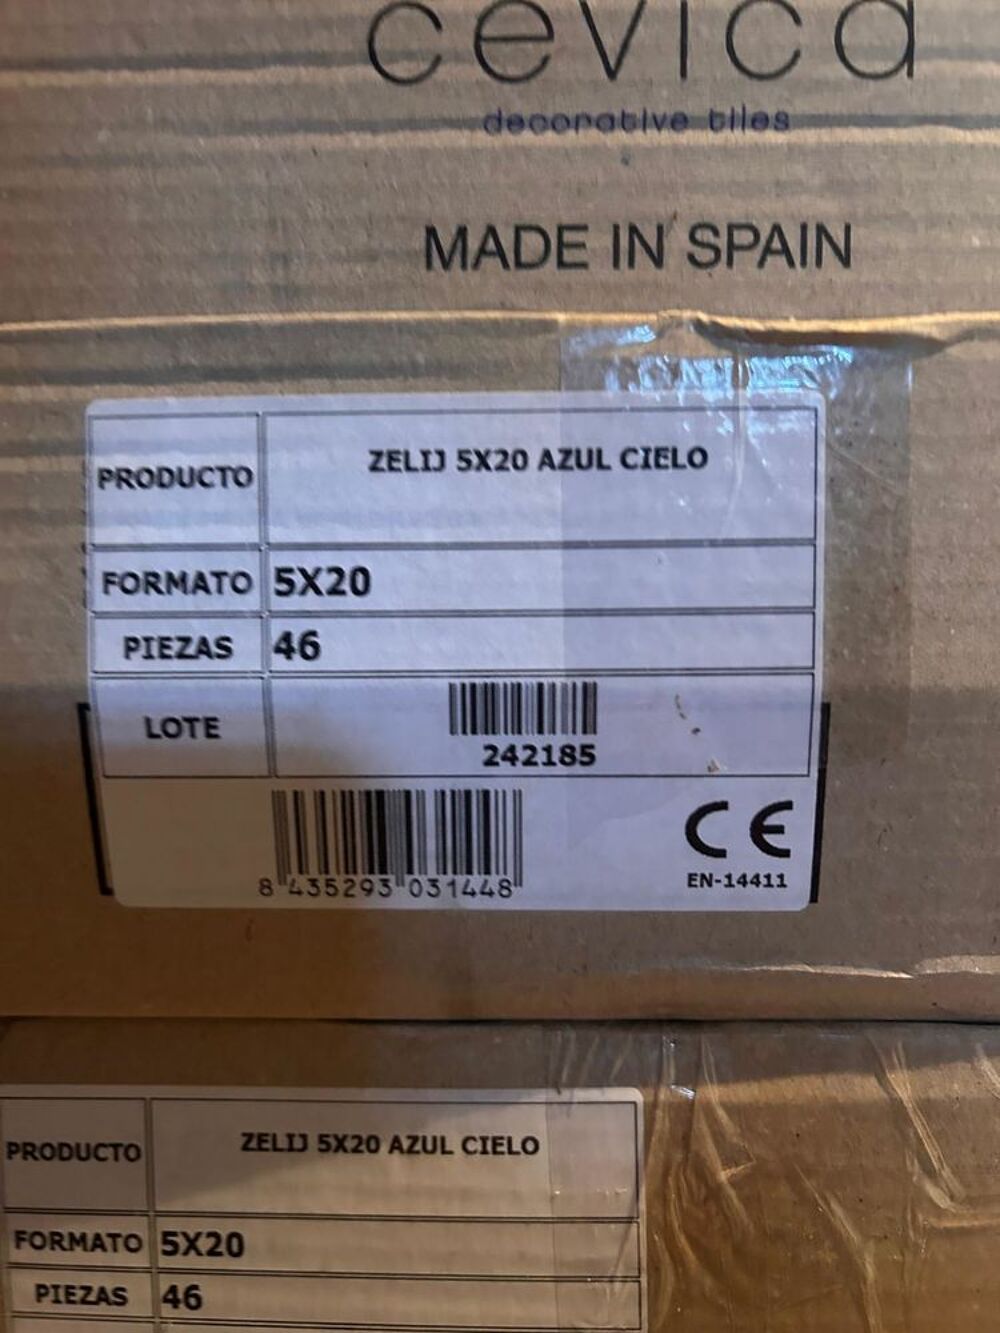 cevica
decorative tiles
MADE IN SPAIN
PRODUCTO ZELIJ 5X20 AZUL CIELO
FORMATO 5X20
PIEZAS 46
LOTE 242185
8 435293 031448
CE
EN-14411
PRODUCTO ZELIJ 5X20 AZUL CIELO
FORMATO 5X20
PIEZAS 46